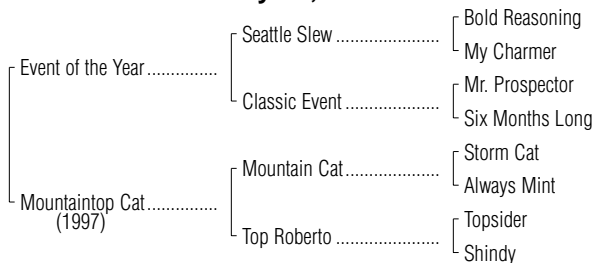 Bold Reasoning
Seattle Slew ..................
My Charmer
Event of the Year ..............
Mr. Prospector
Classic Event ....................
Six Months Long
Storm Cat
Mountain Cat ....................
Always Mint
Mountaintop Cat ..............
(1997)
Topsider
Top Roberto ....................
Shindy